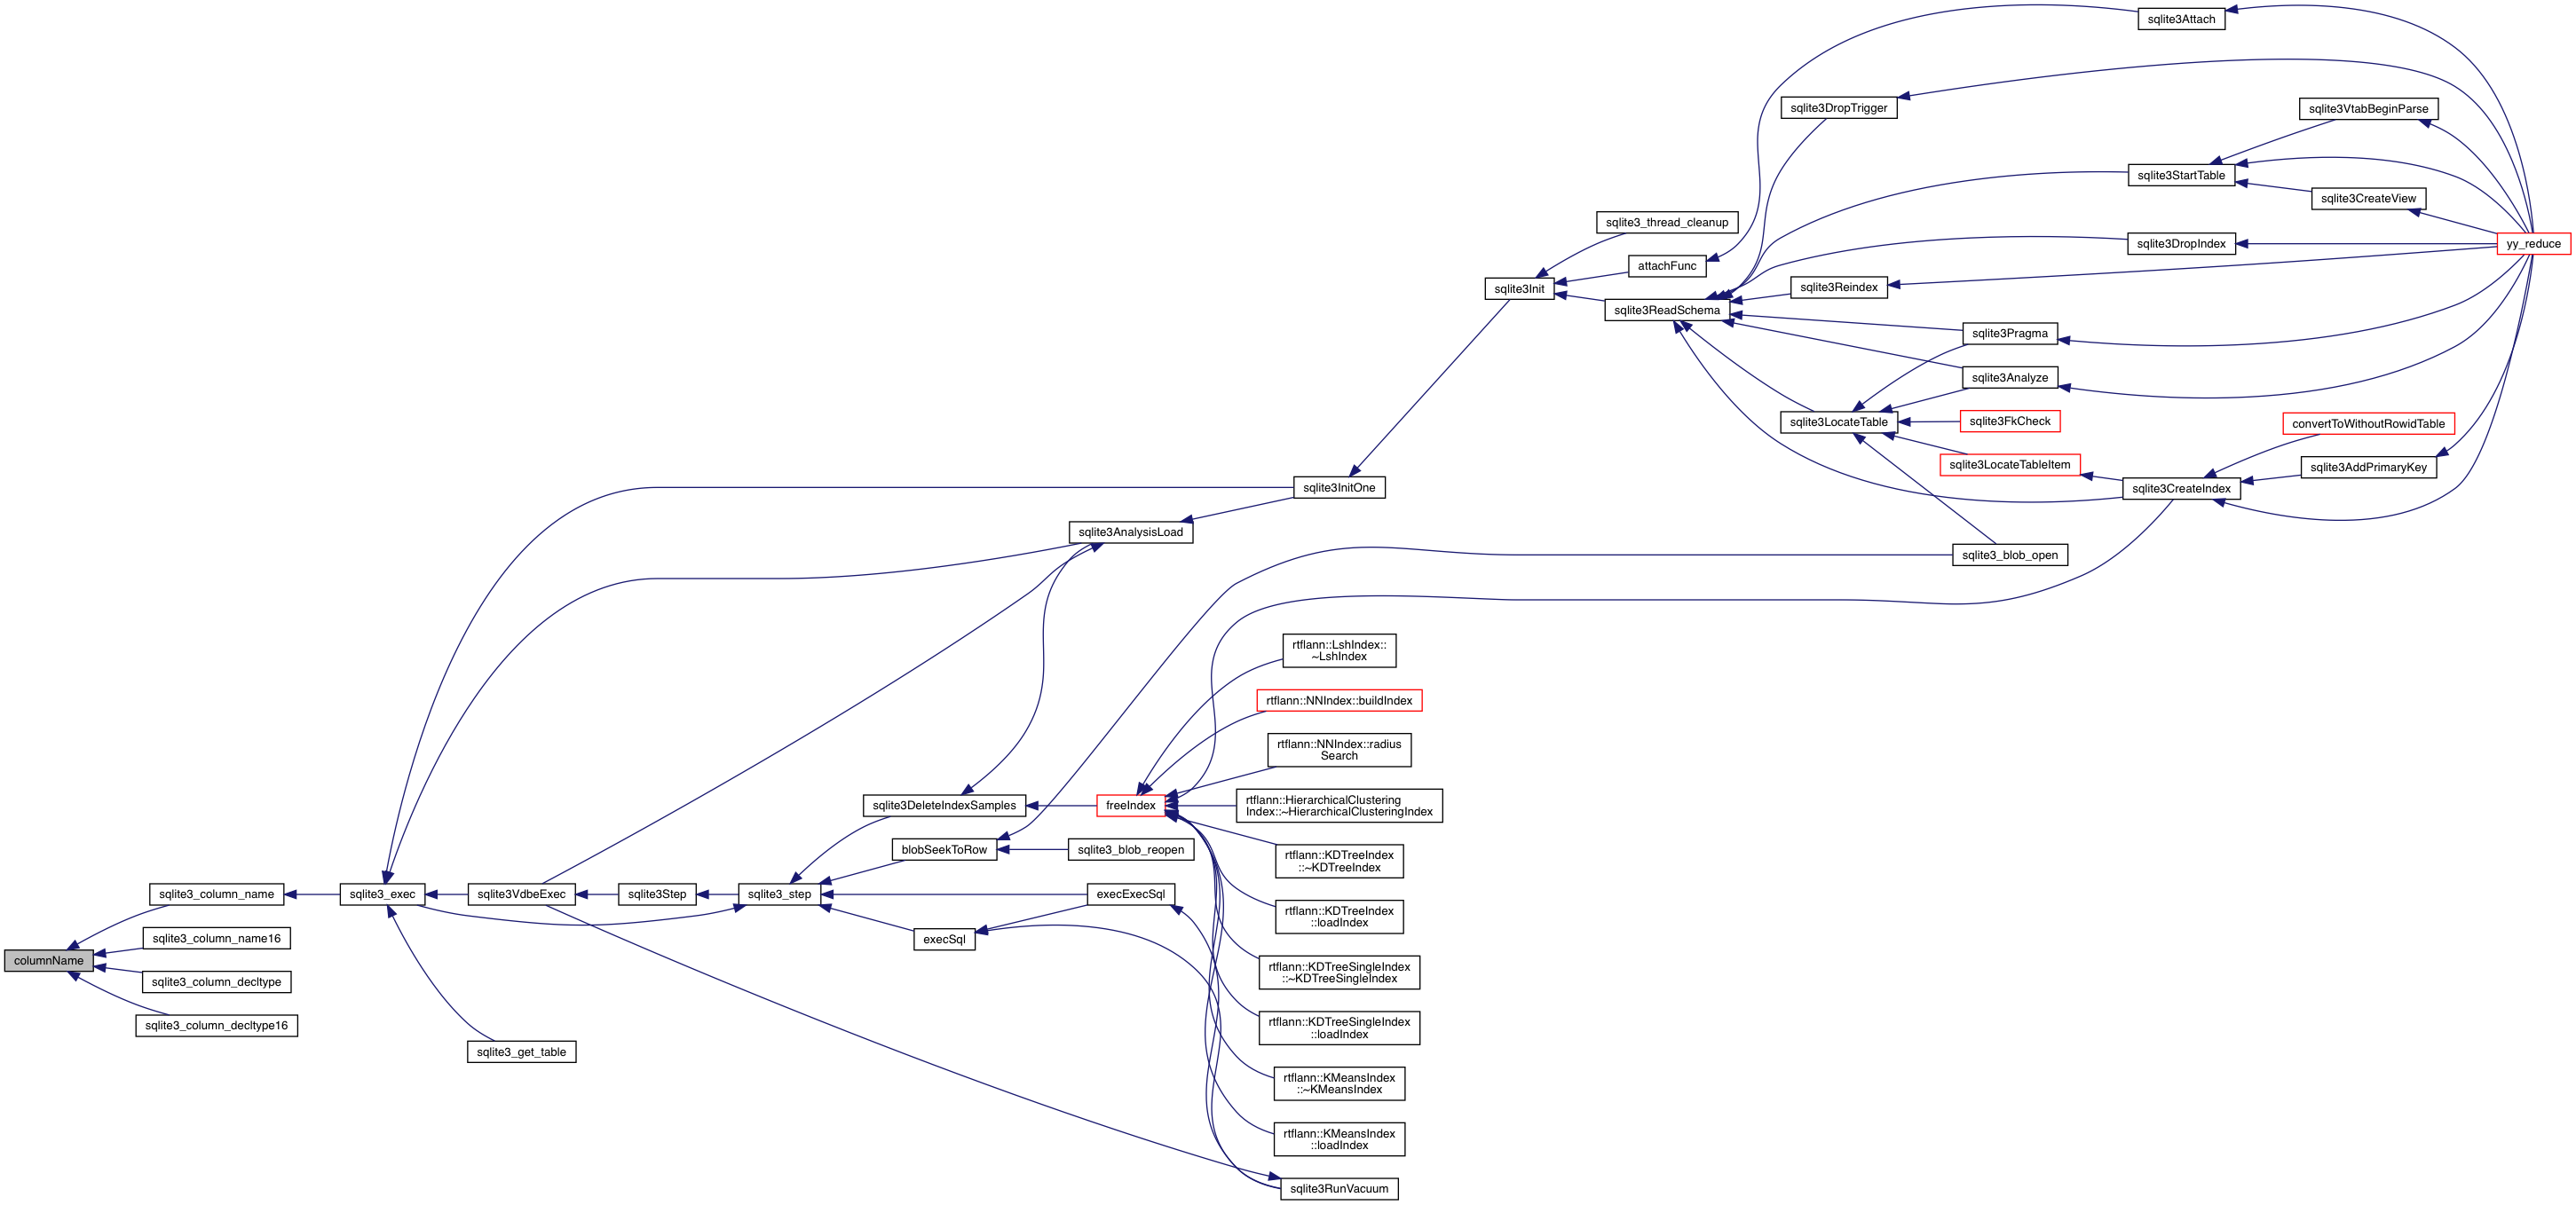 sqlite3Attach
sqlite3DropTrigger
sqlite3VtabBeginParse
sqlite3StartTable
sqlite3CreateView
sqlite3_thread_cleanup
sqlite3DropIndex
yy_reduce
attachFunc
sqlite3Init
sqlite3Reindex
sqlite3ReadSchema
sqlite3Pragma
sqlite3Analyze
sqlite3LocateTable
sqlite3FkCheck
convertToWithoutRowidTable
sqlite3LocateTableItem
sqlite3AddPrimaryKey
sqlite3InitOne
sqlite3CreateIndex
sqlite3AnalysisLoad
sqlite3_blob_open
rtflann::LshIndex::
~LshIndex
rtflann::NNIndex::buildIndex
rtflann::NNIndex::radius
Search
sqlite3DeleteIndexSamples
freeIndex
rtflann::HierarchicalClustering
Index::~HierarchicalClusteringIndex
blobSeekToRow
sqlite3_blob_reopen
rtflann::KDTreeIndex
::~KDTreeIndex
sqlite3_column_name
sqlite3_exec
sqlite3VdbeExec
sqlite3Step
sqlite3_step
execExecSql
rtflann::KDTreeIndex
::loadIndex
sqlite3_column_name16
execSql
columnName
rtflann::KDTreeSingleIndex
::~KDTreeSingleIndex
sqlite3_column_decltype
sqlite3_column_decltype16
rtflann::KDTreeSingleIndex
::loadIndex
sqlite3_get_table
rtflann::KMeansIndex
::~KMeansIndex
rtflann::KMeansIndex
::loadIndex
sqlite3RunVacuum